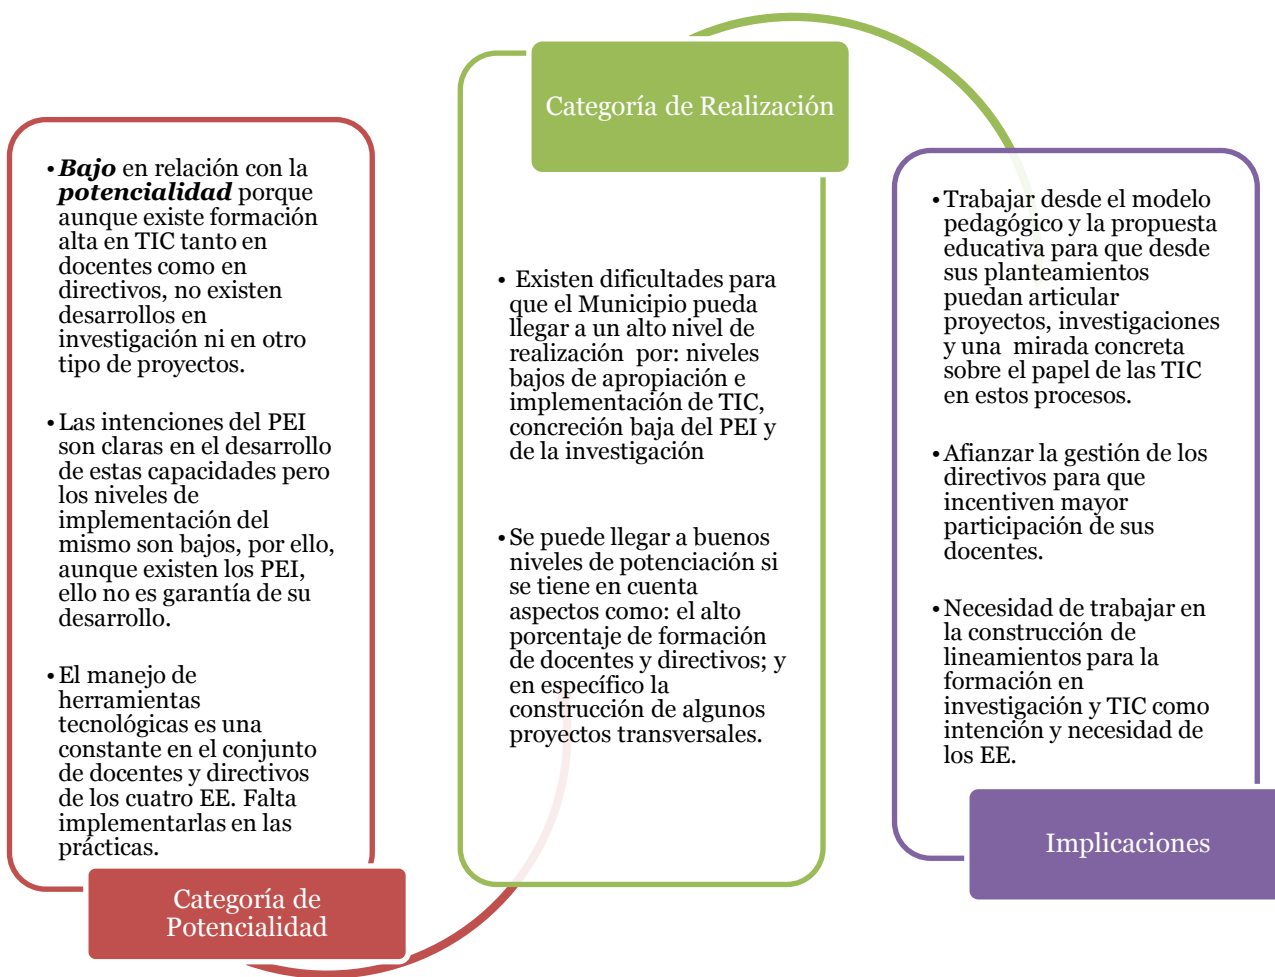 •Bajo en relación con la
potencialidad porque
aunque existe formación
alta en TIC tanto en
docentes como en
directivos, no existen
desarrollos en
investigación ni en otro
tipo de proyectos.
•Las intenciones del PEI
son claras en el desarrollo
de estas capacidades pero
los niveles de
implementación del
mismo son bajos, por ello,
aunque existen los PEI,
ello no es garantía de su
desarrollo.
•El manejo de
herramientas
tecnológicas es una
constante en el conjunto
de docentes y directivos
de los cuatro EE. Falta
implementarlas en las
prácticas.
Categoría de
Potencialidad
Categoría de Realización
• Existen dificultades para
que el Municipio pueda
llegar a un alto nivel de
realización por: niveles
bajos de apropiación e
implementación de TIC,
concreción baja del PEI y
de la investigación
•Se puede llegar a buenos
niveles de potenciación si
se tiene en cuenta
aspectos como: el alto
porcentaje de formación
de docentes y directivos; y
en específico la
construcción de algunos
proyectos transversales.
•Trabajar desde el modelo
pedagógico y la propuesta
educativa para que desde
sus planteamientos
puedan articular
proyectos, investigaciones
y una mirada concreta
sobre el papel de las TIC
en estos procesos.
•Afianzar la gestión de los
directivos para que
incentiven mayor
participación de sus
docentes.
•Necesidad de trabajar en
la construcción de
lineamientos para la
formación en
investigación y TIC como
intención y necesidad de
los EE.
Implicaciones